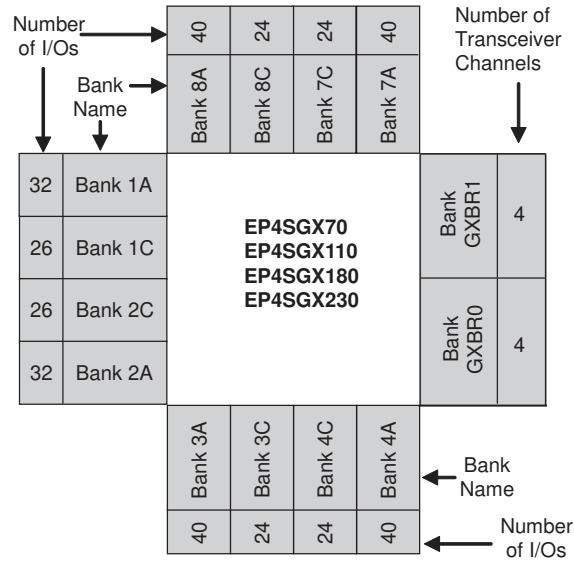 Number
of I/Os
40
24
24
40
Number of
Transceiver
Channels
Bank
Name
Bank 8A
Bank 8C
Bank 7C
Bank 7A
32
Bank 1A
26
Bank 1C
26
Bank 2C
32
Bank 2A
EP4SGX70
EP4SGX110
EP4SGX180
EP4SGX230
Bank
GXBR1
4
Bank
GXBR0
4
Bank 3A
Bank 3C
Bank 4C
Bank 4A
Bank
Name
40
24
24
40
Number
of I/Os